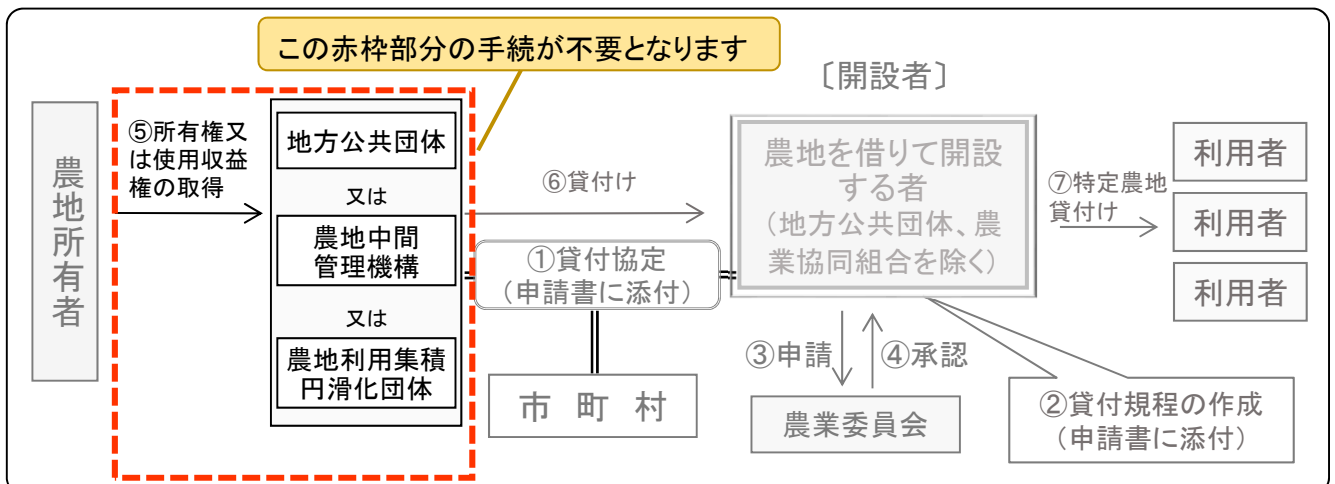 この赤枠部分の手続が不要となります
〔開設者〕
農地所有者
⑤所有権又
は使用収益
権の取得
地方公共団体
又は
農地中間
管理機構
又は
農地利用集積
円滑化団体
⑥貸付け
①貸付協定
(申請書に添付)
市 町 村
農地を借りて開設
する者
(地方公共団体、農
業協同組合を除く)
③申請
④承認
農業委員会
②貸付規程の作成
(申請書に添付)
⑦特定農地
貸付け
利用者
利用者
利用者